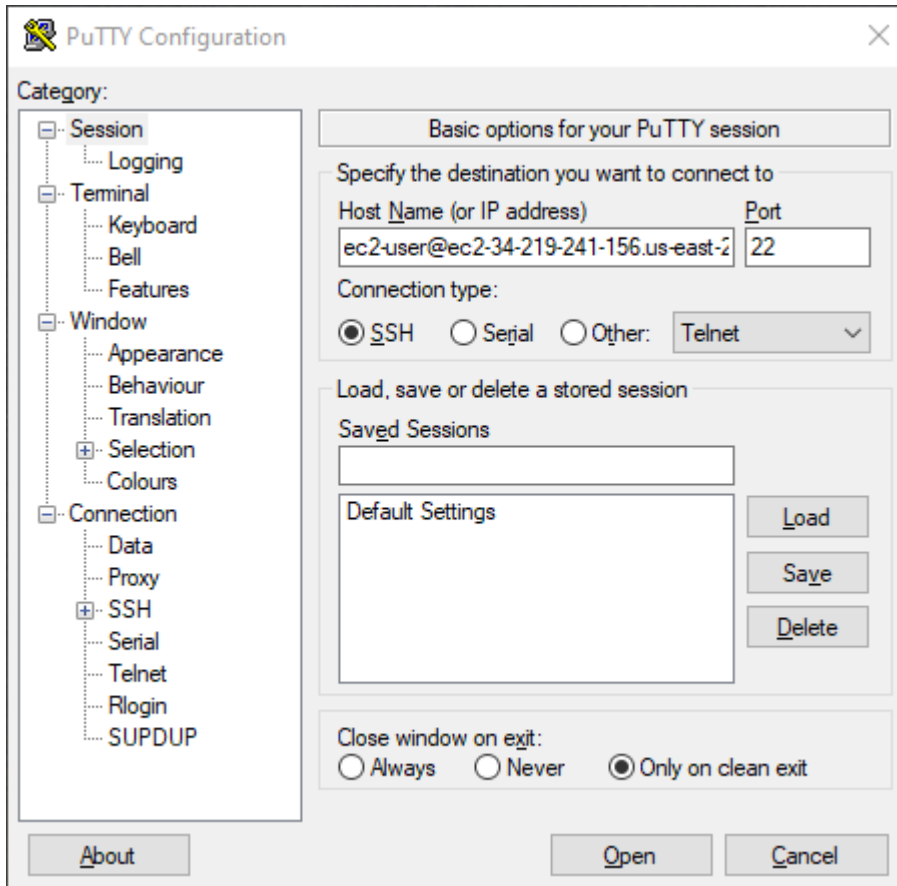 PuTTY Configuration
Category:
Session
Logging
Terminal
Keyboard
Bell
Features
Window
Appearance
Behaviour
Translation
Selection
Colours
Connection
Data
Proxy
SSH
Serial
Telnet
Rlogin
SUPDUP
Basic options for your PuTTY session
Specify the destination you want to connect to
Host Name (or IP address) Port
ec2-user@ec2-34-219-241-156.us-east-2 22
Connection type:
SSH Serial Other: Telnet
Load, save or delete a stored session
Saved Sessions
Default Settings
Load
Save
Delete
Close window on exit:
Always Never Only on clean exit
About Open Cancel